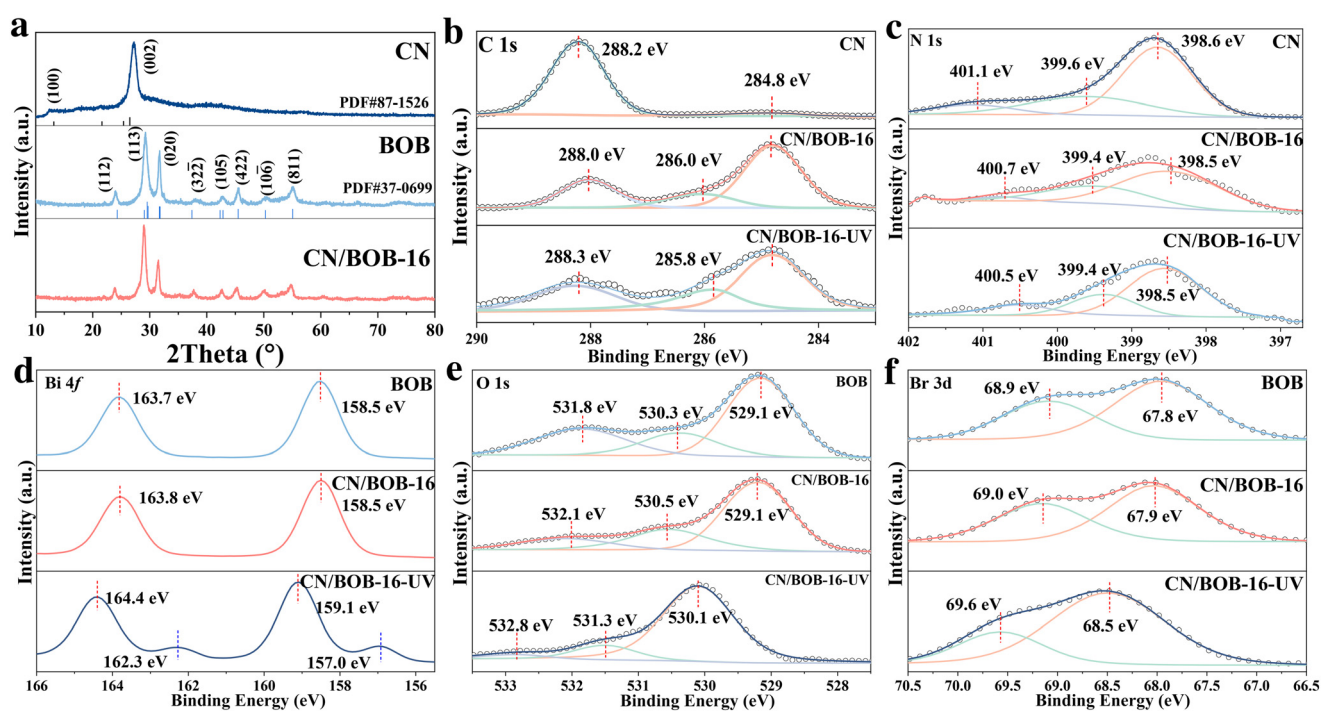 a
CN
(100)
(002)
PDF#87-1526
BOB
(112)
(113)
(020)
(32̅2̅)
(105)
(422)
(106̅)
(811)
PDF#37-0699
CN/BOB-16
Intensity (a.u.)
10 20 30 40 50 60 70 80
2Theta (°)
b
C 1s
CN
288.2 eV
284.8 eV
CN/BOB-16
288.0 eV
286.0 eV
CN/BOB-16-UV
288.3 eV
285.8 eV
Intensity (a.u.)
290 288 286 284
Binding Energy (eV)
c
N 1s
CN
401.1 eV
399.6 eV
398.6 eV
CN/BOB-16
400.7 eV
399.4 eV
398.5 eV
CN/BOB-16-UV
400.5 eV
399.4 eV
398.5 eV
Intensity (a.u.)
402 401 400 399 398 397
Binding Energy (eV)
d
Bi 4f
BOB
163.7 eV
158.5 eV
CN/BOB-16
163.8 eV
158.5 eV
CN/BOB-16-UV
164.4 eV
159.1 eV
162.3 eV
157.0 eV
Intensity (a.u.)
166 164 162 160 158 156
Binding Energy (eV)
e
O 1s
BOB
531.8 eV
530.3 eV
529.1 eV
CN/BOB-16
532.1 eV
530.5 eV
529.1 eV
CN/BOB-16-UV
532.8 eV
531.3 eV
530.1 eV
Intensity (a.u.)
533 532 531 530 529 528
Binding Energy (eV)
f
Br 3d
BOB
68.9 eV
67.8 eV
CN/BOB-16
69.0 eV
67.9 eV
CN/BOB-16-UV
69.6 eV
68.5 eV
Intensity (a.u.)
70.5 70.0 69.5 69.0 68.5 68.0 67.5 67.0 66.5
Binding Energy (eV)